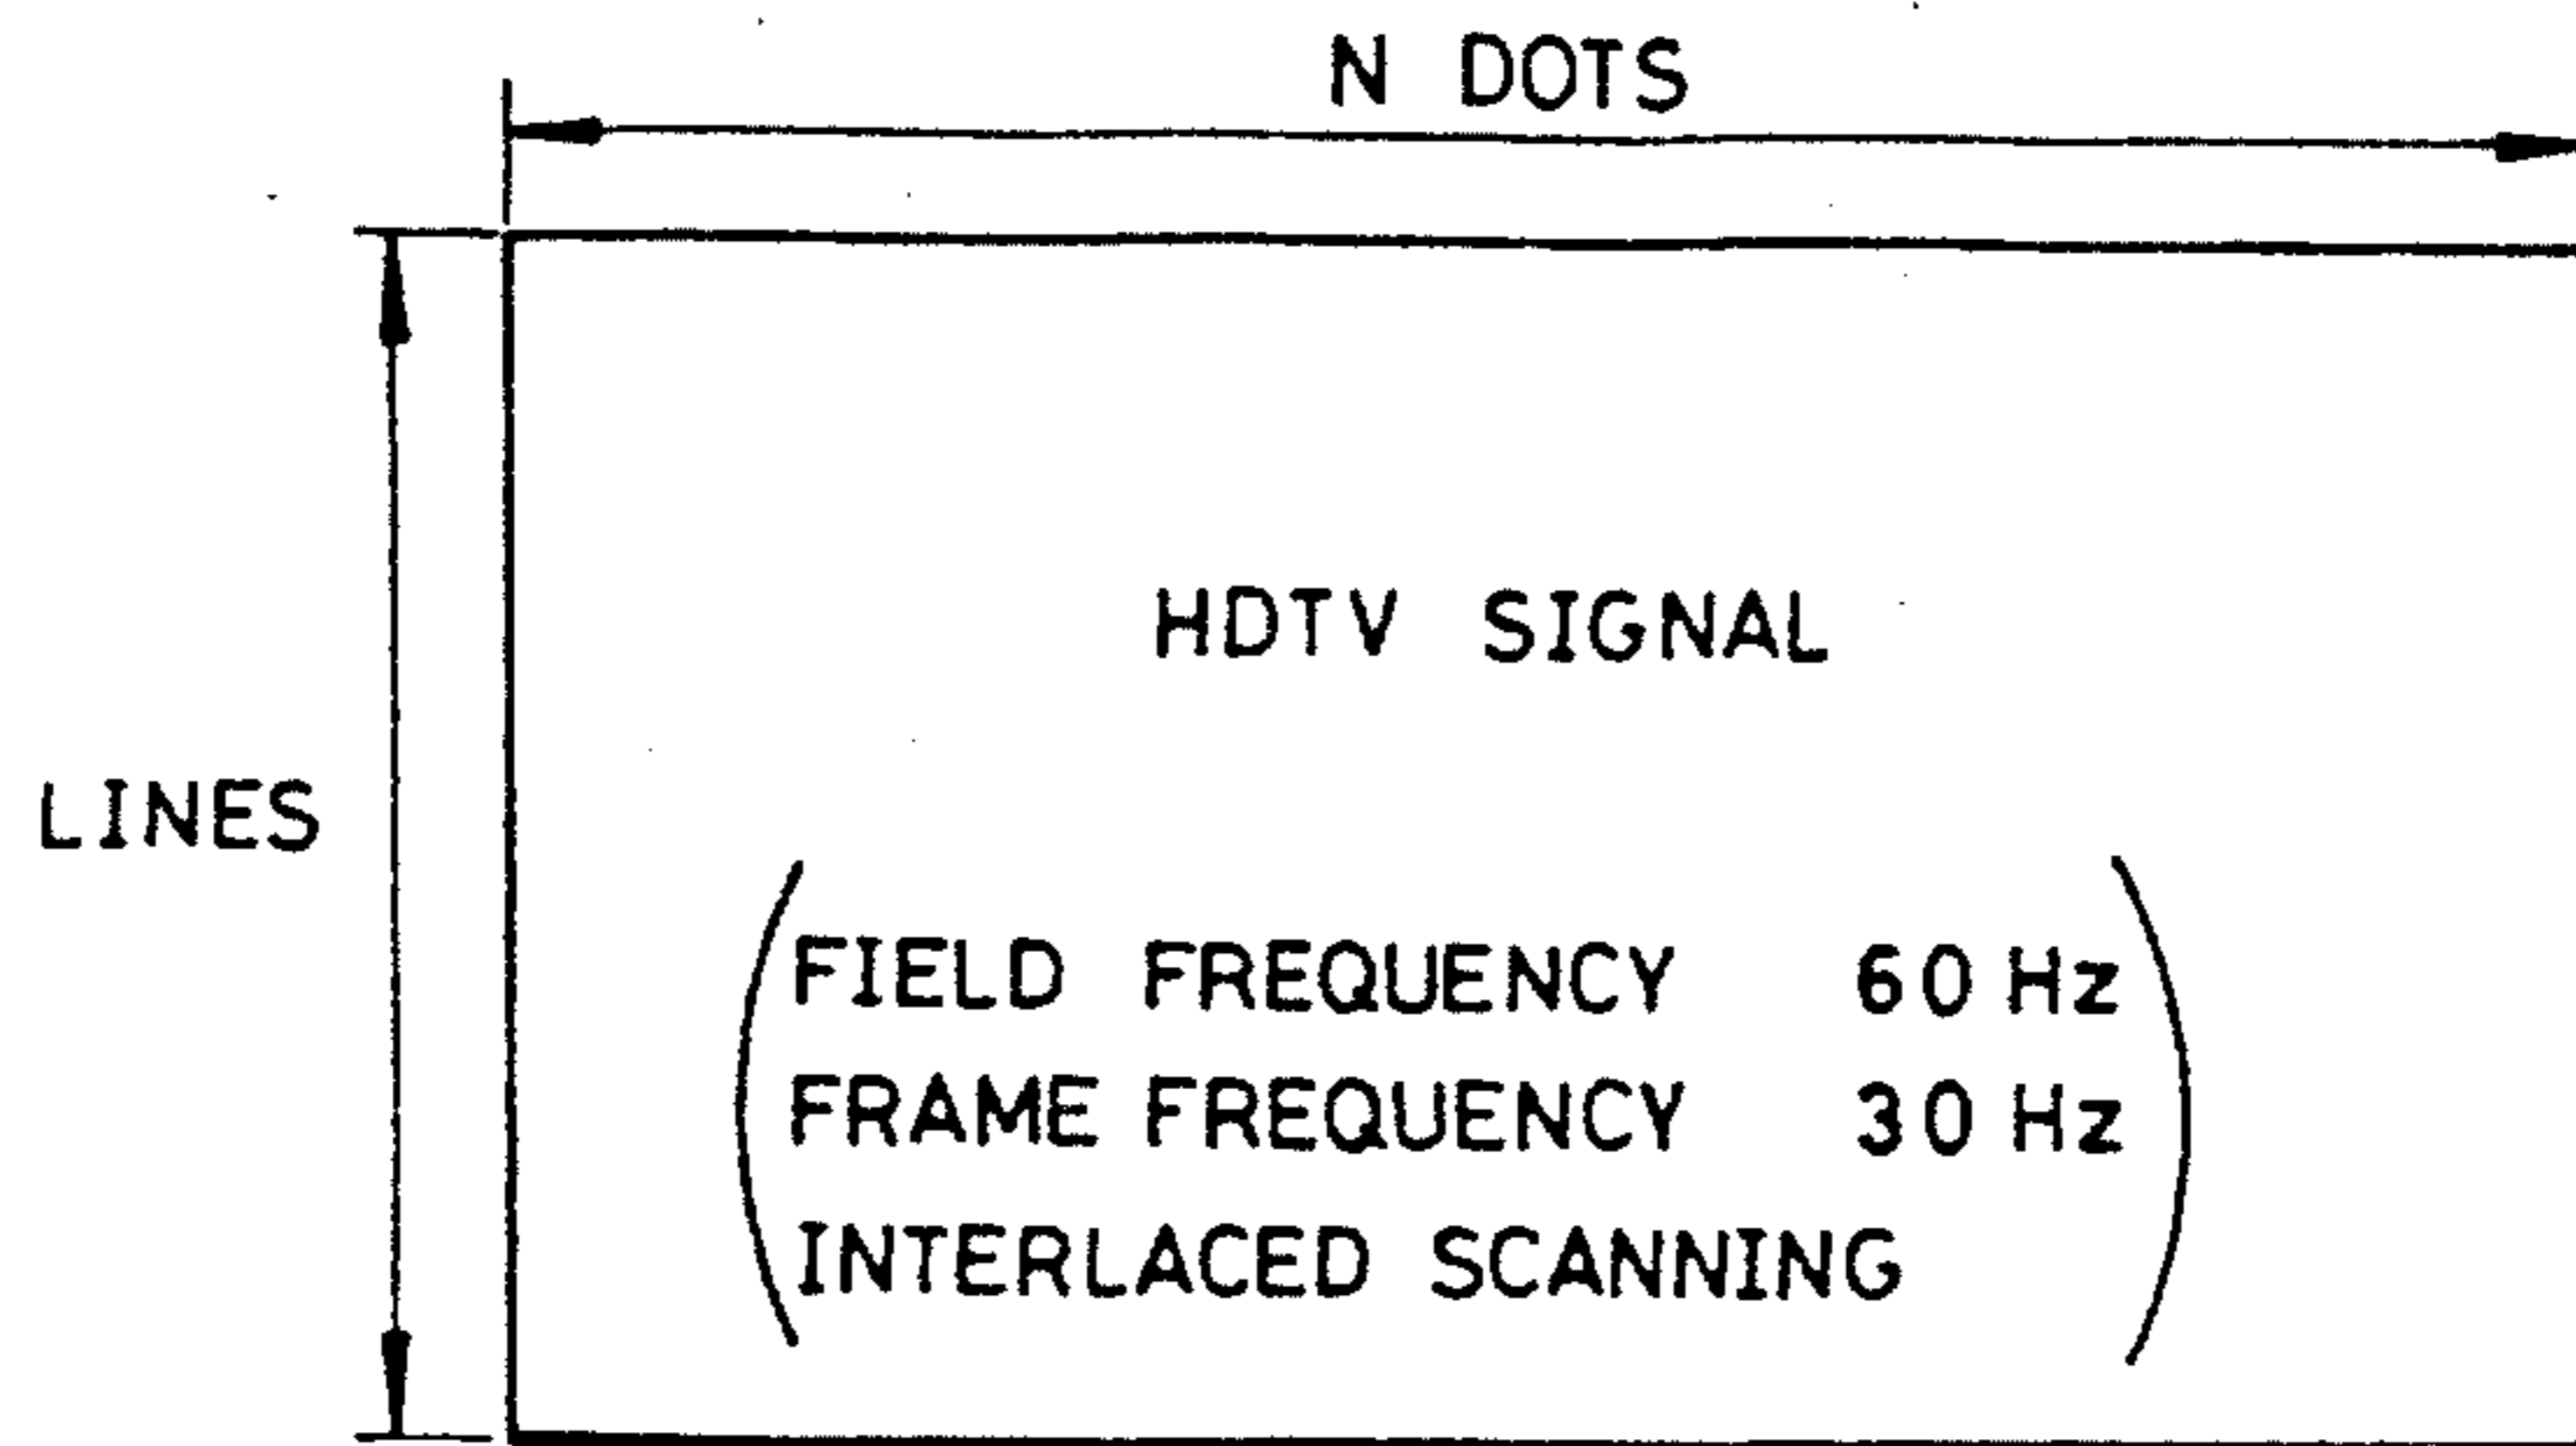 N DOTS
HDTV SIGNAL
LINES
FIELD FREQUENCY 60 Hz
FRAME FREQUENCY 30 Hz
INTERLACED SCANNING